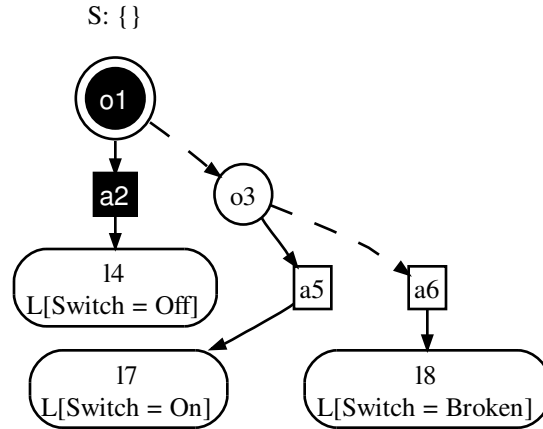 S: {}
o1
a2
o3
l4
L[Switch = Off]
a5
a6
l7
L[Switch = On]
l8
L[Switch = Broken]